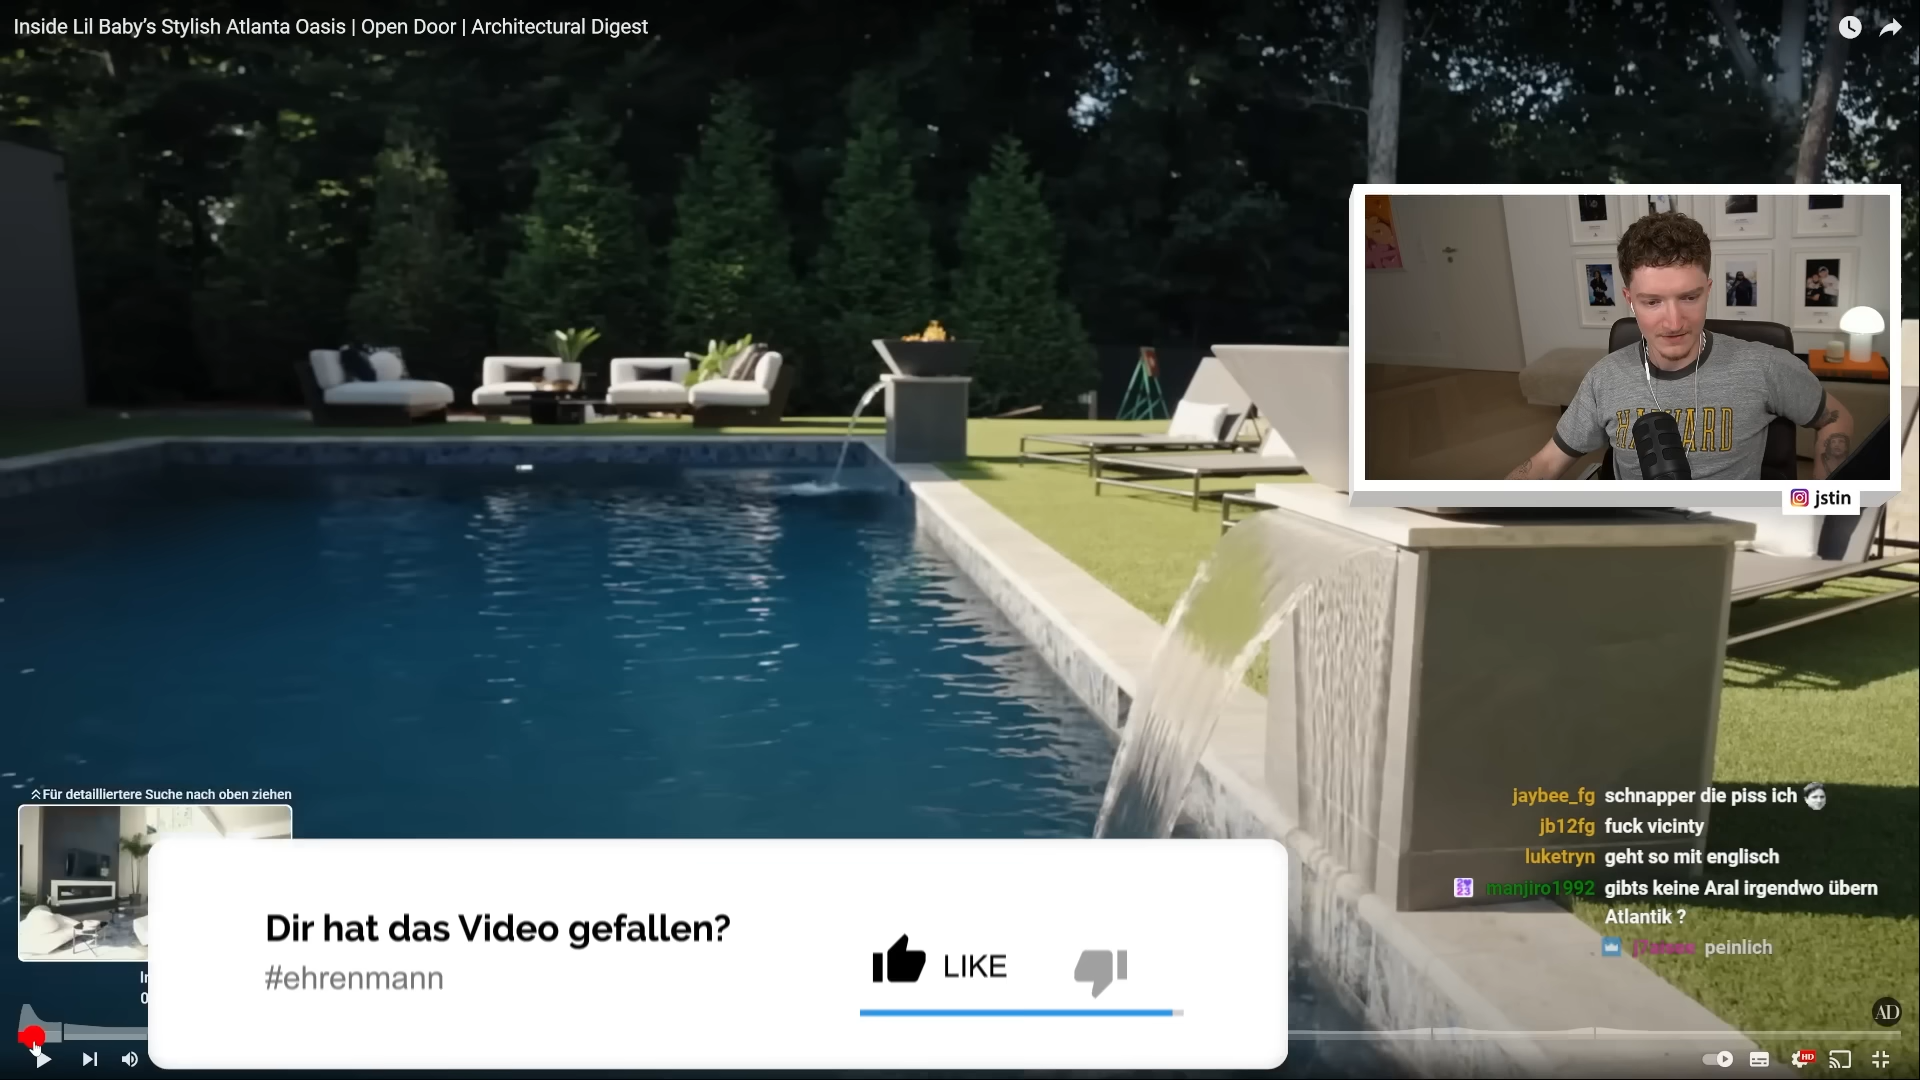 Inside Lil Baby’s Stylish Atlanta Oasis | Open Door | Architectural Digest
HARVARD
jstin
Für detailliertere Suche nach oben ziehen
jaybee_fg schnapper die piss ich
jb12fg fuck vicinty
luketryn geht so mit englisch
manjiro1992 gibts keine Aral irgendwo übern
Atlantik ?
peinlich
Dir hat das Video gefallen?
#ehrenmann
LIKE
AD
HD